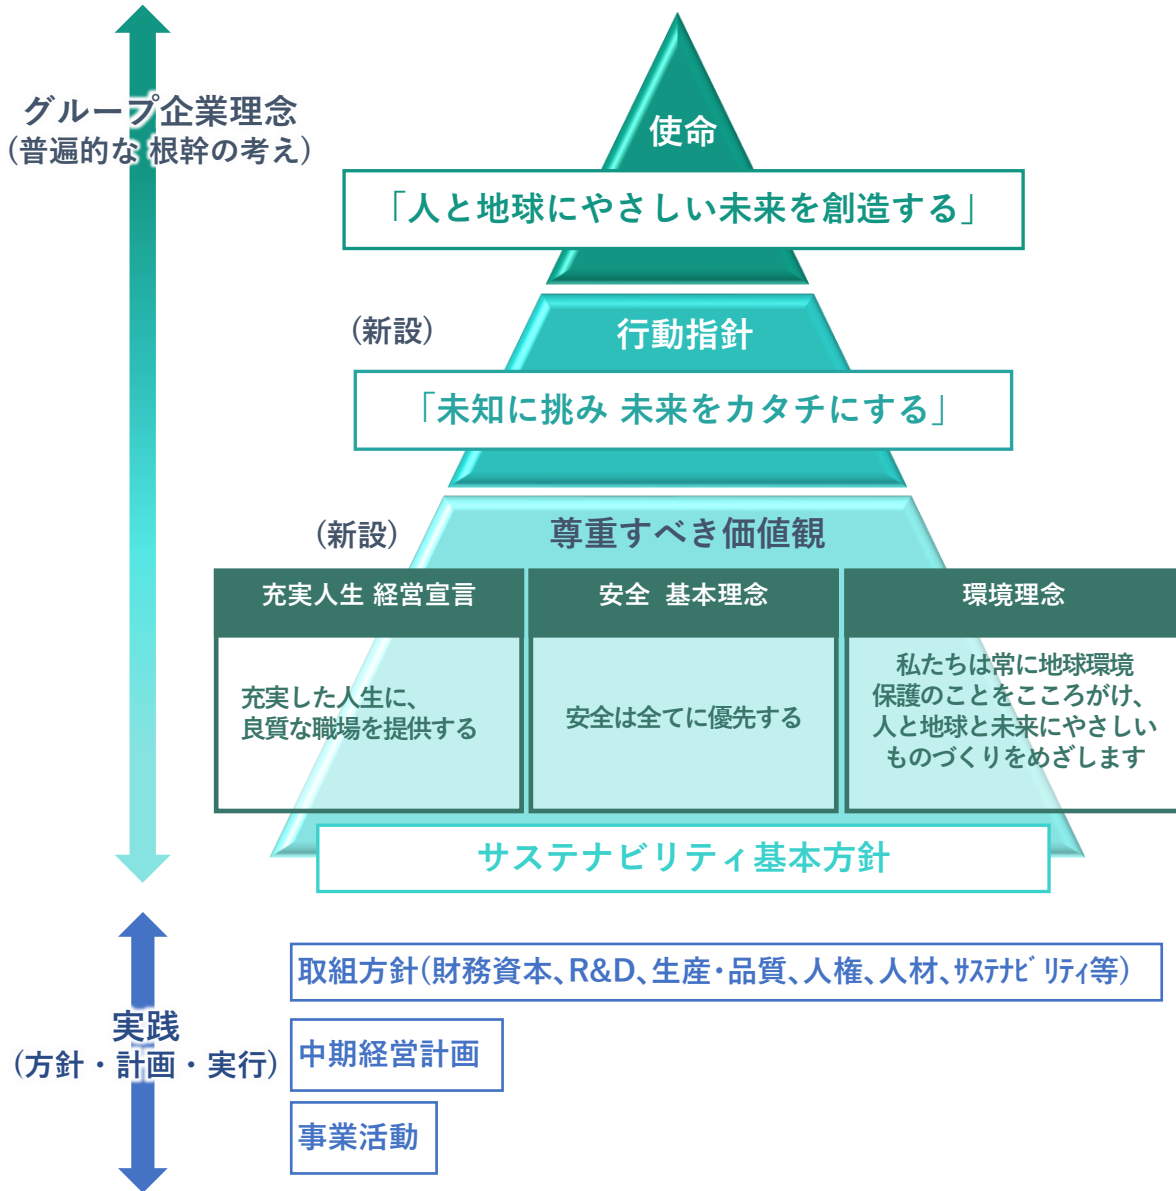 グループ企業理念
(普遍的な 根幹の考え)
使命
「人と地球にやさしい未来を創造する」
(新設)
行動指針
「未知に挑み 未来をカタチにする」
(新設)
尊重すべき価値観
充実人生 経営宣言
充実した人生に、
良質な職場を提供する
安全 基本理念
安全は全てに優先する
環境理念
私たちは常に地球環境
保護のことをこころがけ、
人と地球と未来にやさしい
ものづくりをめざします
サステナビリティ基本方針
実践
(方針・計画・実行)
取組方針(財務資本、R&D、生産・品質、人権、人材、ｻｽﾃﾅﾋﾞﾘﾃｨ等)
中期経営計画
事業活動